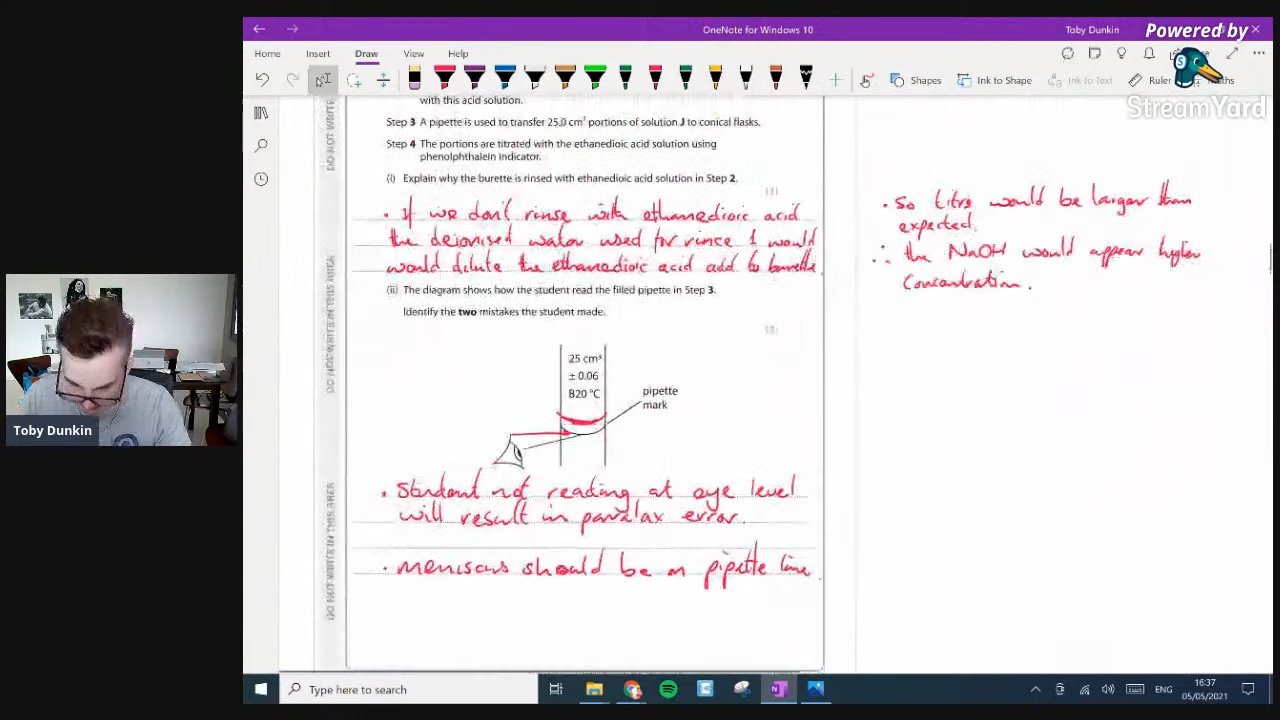 OneNote for Windows 10
Toby Dunkin
Powered by
StreamYard
Home Insert Draw View Help
Shapes Ink to Shape Ink to Text Ruler
with this acid solution.
Step 3 A pipette is used to transfer 25.0 cm³ portions of solution J to conical flasks.
Step 4 The portions are titrated with the ethanedioic acid solution using
phenolphthalein indicator.
(i) Explain why the burette is rinsed with ethanedioic acid solution in Step 2.
· If we don't rinse with ethanedioic acid
the deionised water used for rince 1 would
would dilute the ethanedioic acid add to burette
· So titre would be larger than
expected.
∴ the NaOH would appear higher
concentration.
(ii) The diagram shows how the student read the filled pipette in Step 3.
Identify the two mistakes the student made.
25 cm³
± 0.06
B20 °C
pipette
mark
· Student not reading at eye level
will result in paralax error.
· meniscus should be on pipette line
DO NOT WRITE IN THIS AREA
DO NOT WRITE IN THIS AREA
Toby Dunkin
Type here to search
ENG
16:37
05/05/2021